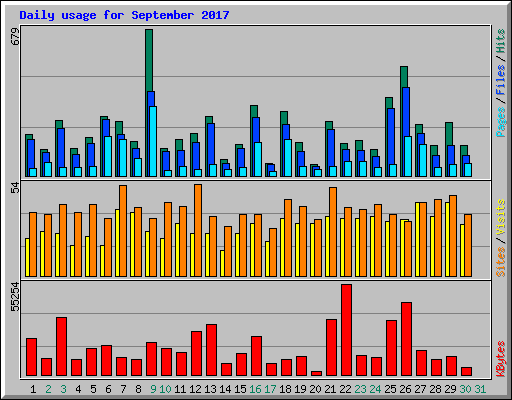 Daily usage for September 2017
679
Pages / Files / Hits
54
Sites / Visits
55254
KBytes
1 2 3 4 5 6 7 8 9 10 11 12 13 14 15 16 17 18 19 20 21 22 23 24 25 26 27 28 29 30 31